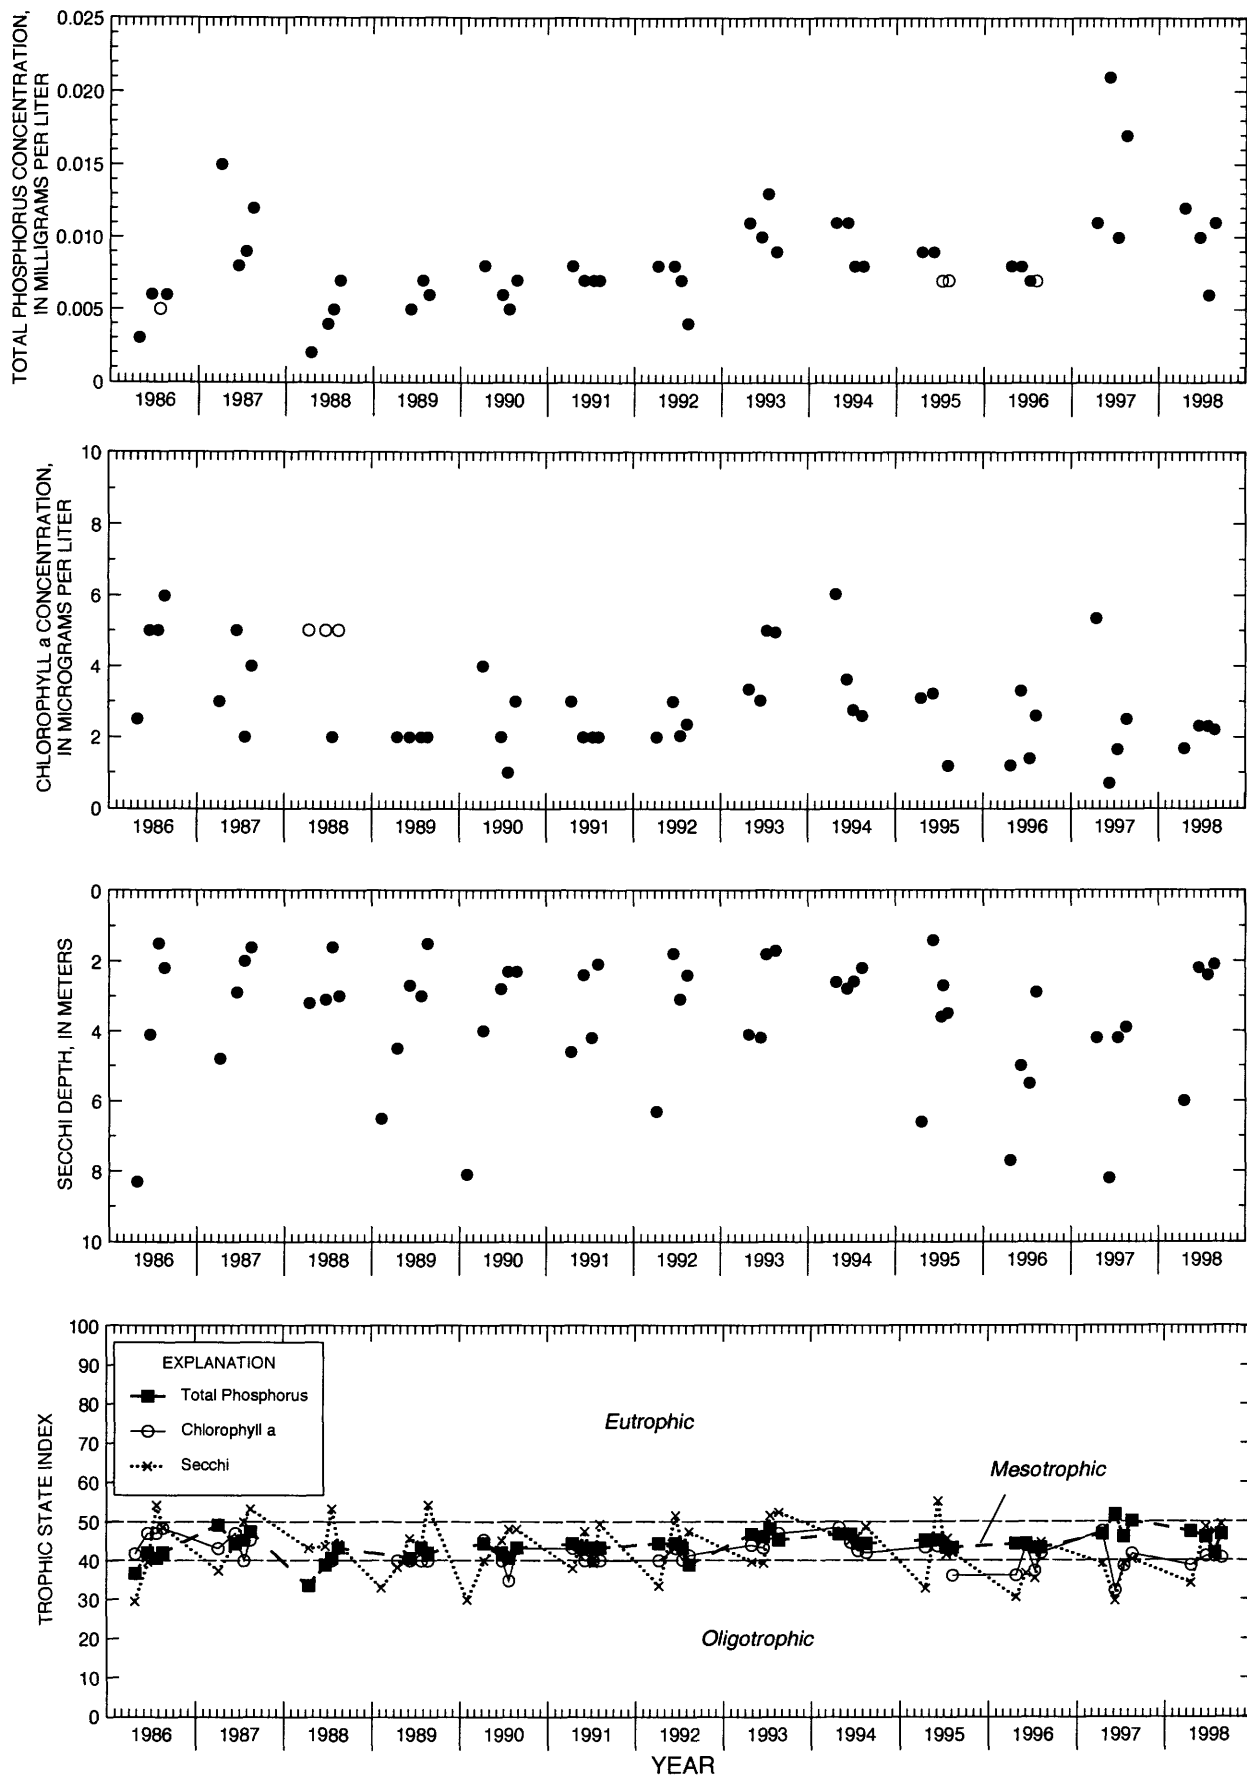 TOTAL PHOSPHORUS CONCENTRATION,
IN MILLIGRAMS PER LITER
0.025
0.020
0.015
0.010
0.005
0
1986 1987 1988 1989 1990 1991 1992 1993 1994 1995 1996 1997 1998
CHLOROPHYLL a CONCENTRATION,
IN MICROGRAMS PER LITER
10
8
6
4
2
0
1986 1987 1988 1989 1990 1991 1992 1993 1994 1995 1996 1997 1998
SECCHI DEPTH, IN METERS
0
2
4
6
8
10
1986 1987 1988 1989 1990 1991 1992 1993 1994 1995 1996 1997 1998
TROPHIC STATE INDEX
100
90
80
70
60
50
40
30
20
10
0
EXPLANATION
Total Phosphorus
Chlorophyll a
Secchi
Eutrophic
Mesotrophic
Oligotrophic
1986 1987 1988 1989 1990 1991 1992 1993 1994 1995 1996 1997 1998
YEAR